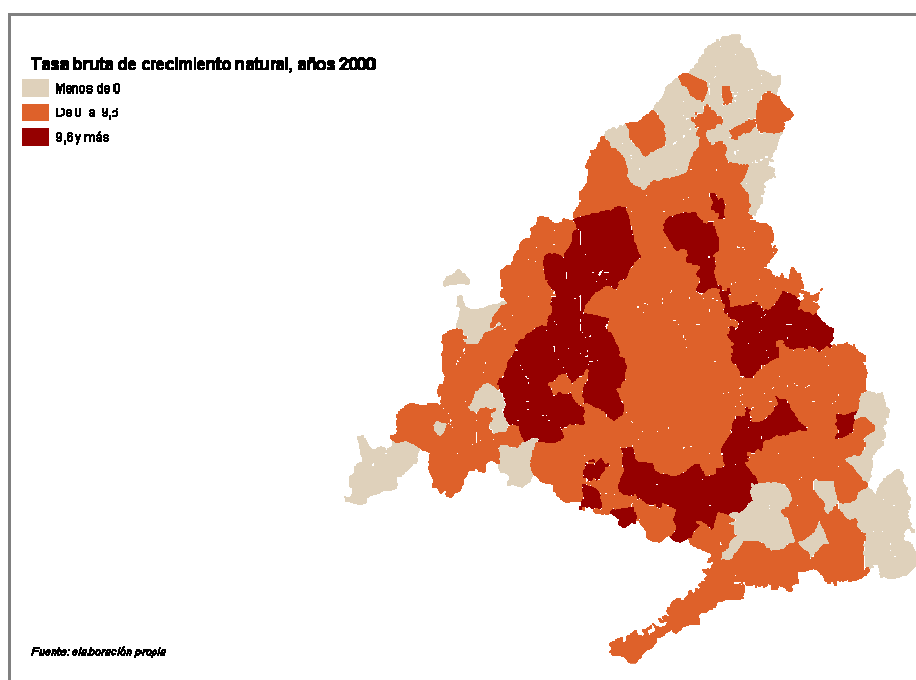 Tasa bruta de crecimiento natural, años 2000
Menos de 0
De 0 a 9,5
9,6 y más
Fuente: elaboración propia